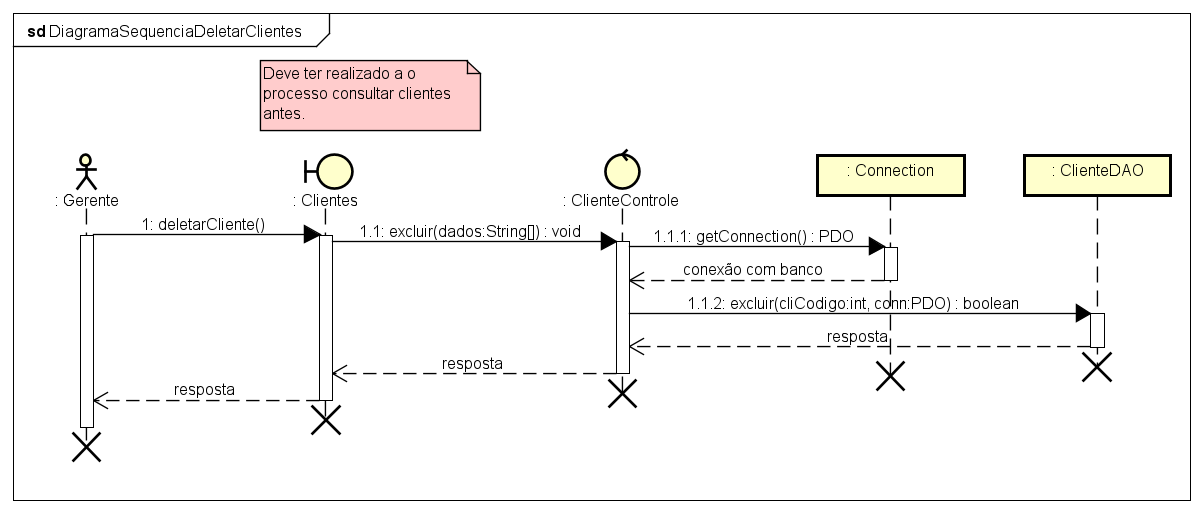 sd DiagramaSequenciaDeletarClientes
Deve ter realizado a o
processo consultar clientes
antes.
: Gerente
: Clientes
: ClienteControle
: Connection
: ClienteDAO
1: deletarCliente()
1.1: excluir(dados:String[]) : void
1.1.1: getConnection() : PDO
conexão com banco
1.1.2: excluir(cliCodigo:int, conn:PDO) : boolean
resposta
resposta
resposta